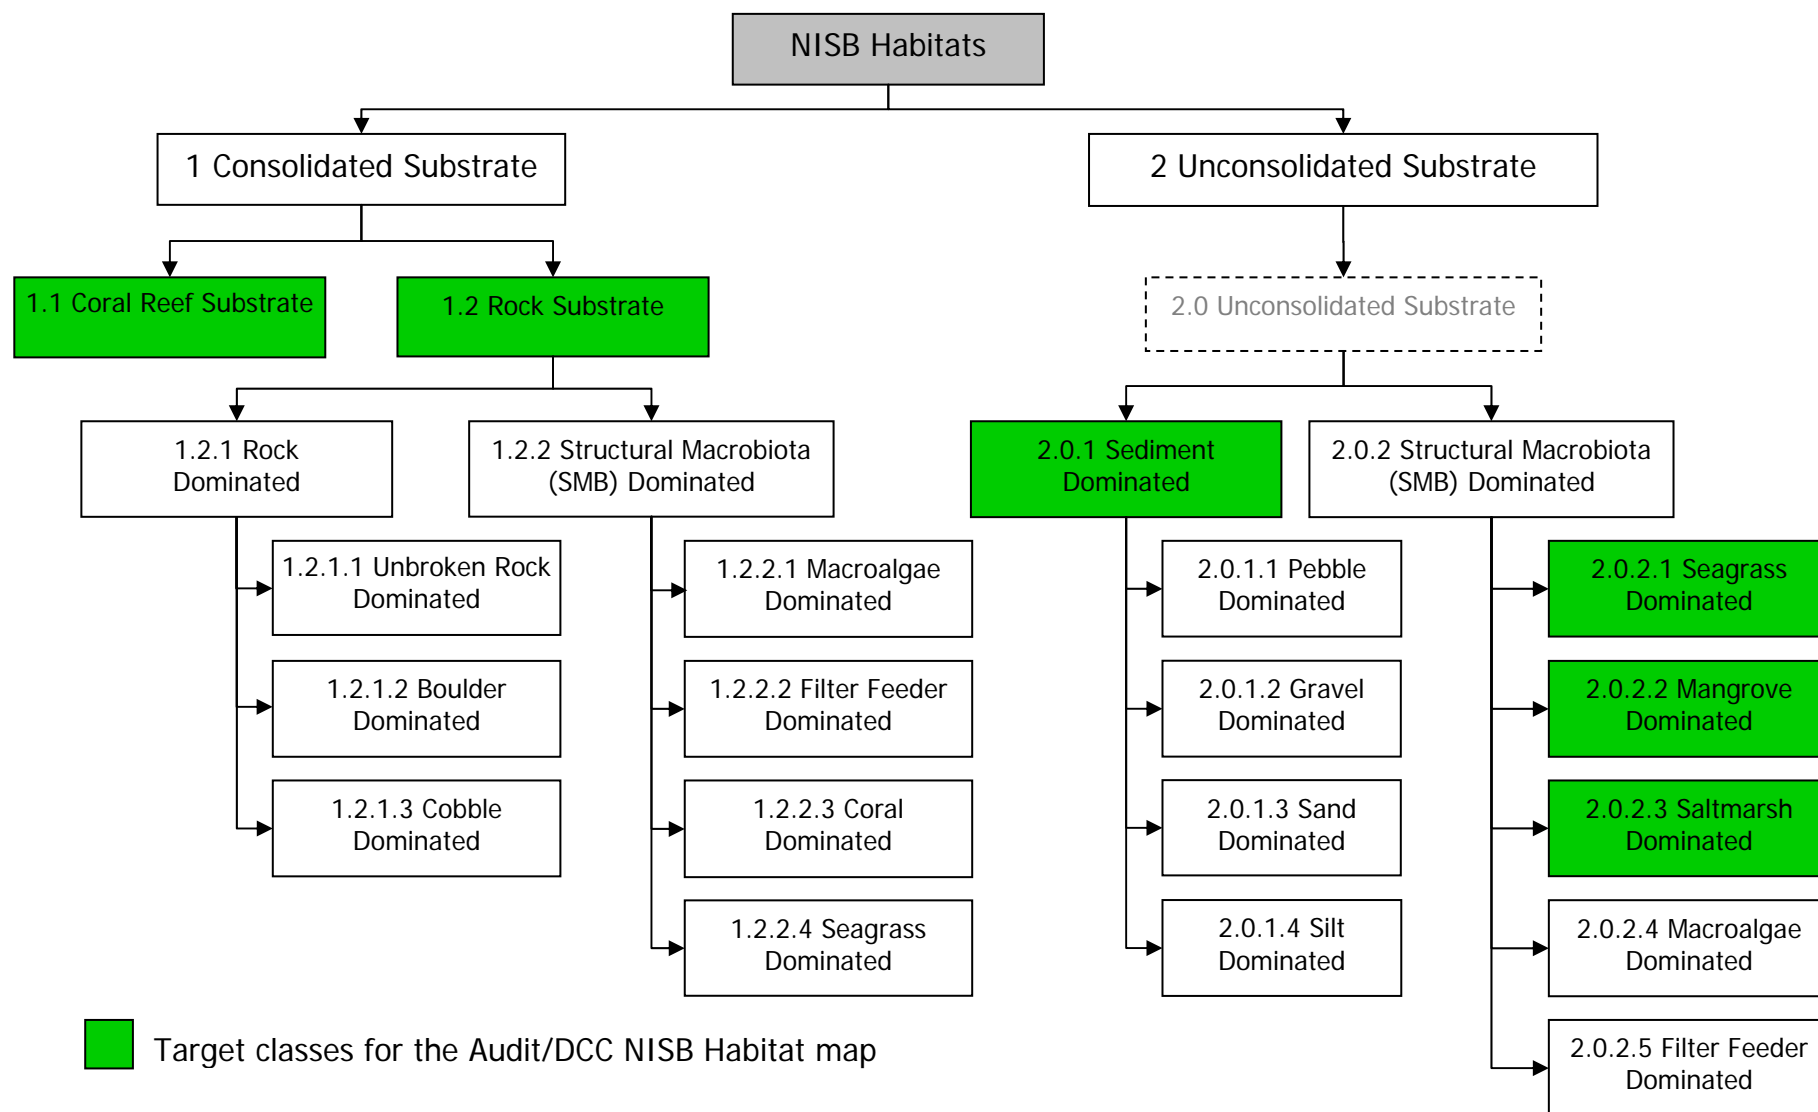 NISB Habitats
1 Consolidated Substrate
2 Unconsolidated Substrate
1.1 Coral Reef Substrate
1.2 Rock Substrate
2.0 Unconsolidated Substrate
1.2.1 Rock
Dominated
1.2.2 Structural Macrobiota
(SMB) Dominated
2.0.1 Sediment
Dominated
2.0.2 Structural Macrobiota
(SMB) Dominated
1.2.1.1 Unbroken Rock
Dominated
1.2.2.1 Macroalgae
Dominated
2.0.1.1 Pebble
Dominated
2.0.2.1 Seagrass
Dominated
1.2.1.2 Boulder
Dominated
1.2.2.2 Filter Feeder
Dominated
2.0.1.2 Gravel
Dominated
2.0.2.2 Mangrove
Dominated
1.2.1.3 Cobble
Dominated
1.2.2.3 Coral
Dominated
2.0.1.3 Sand
Dominated
2.0.2.3 Saltmarsh
Dominated
1.2.2.4 Seagrass
Dominated
2.0.1.4 Silt
Dominated
2.0.2.4 Macroalgae
Dominated
2.0.2.5 Filter Feeder
Dominated
Target classes for the Audit/DCC NISB Habitat map